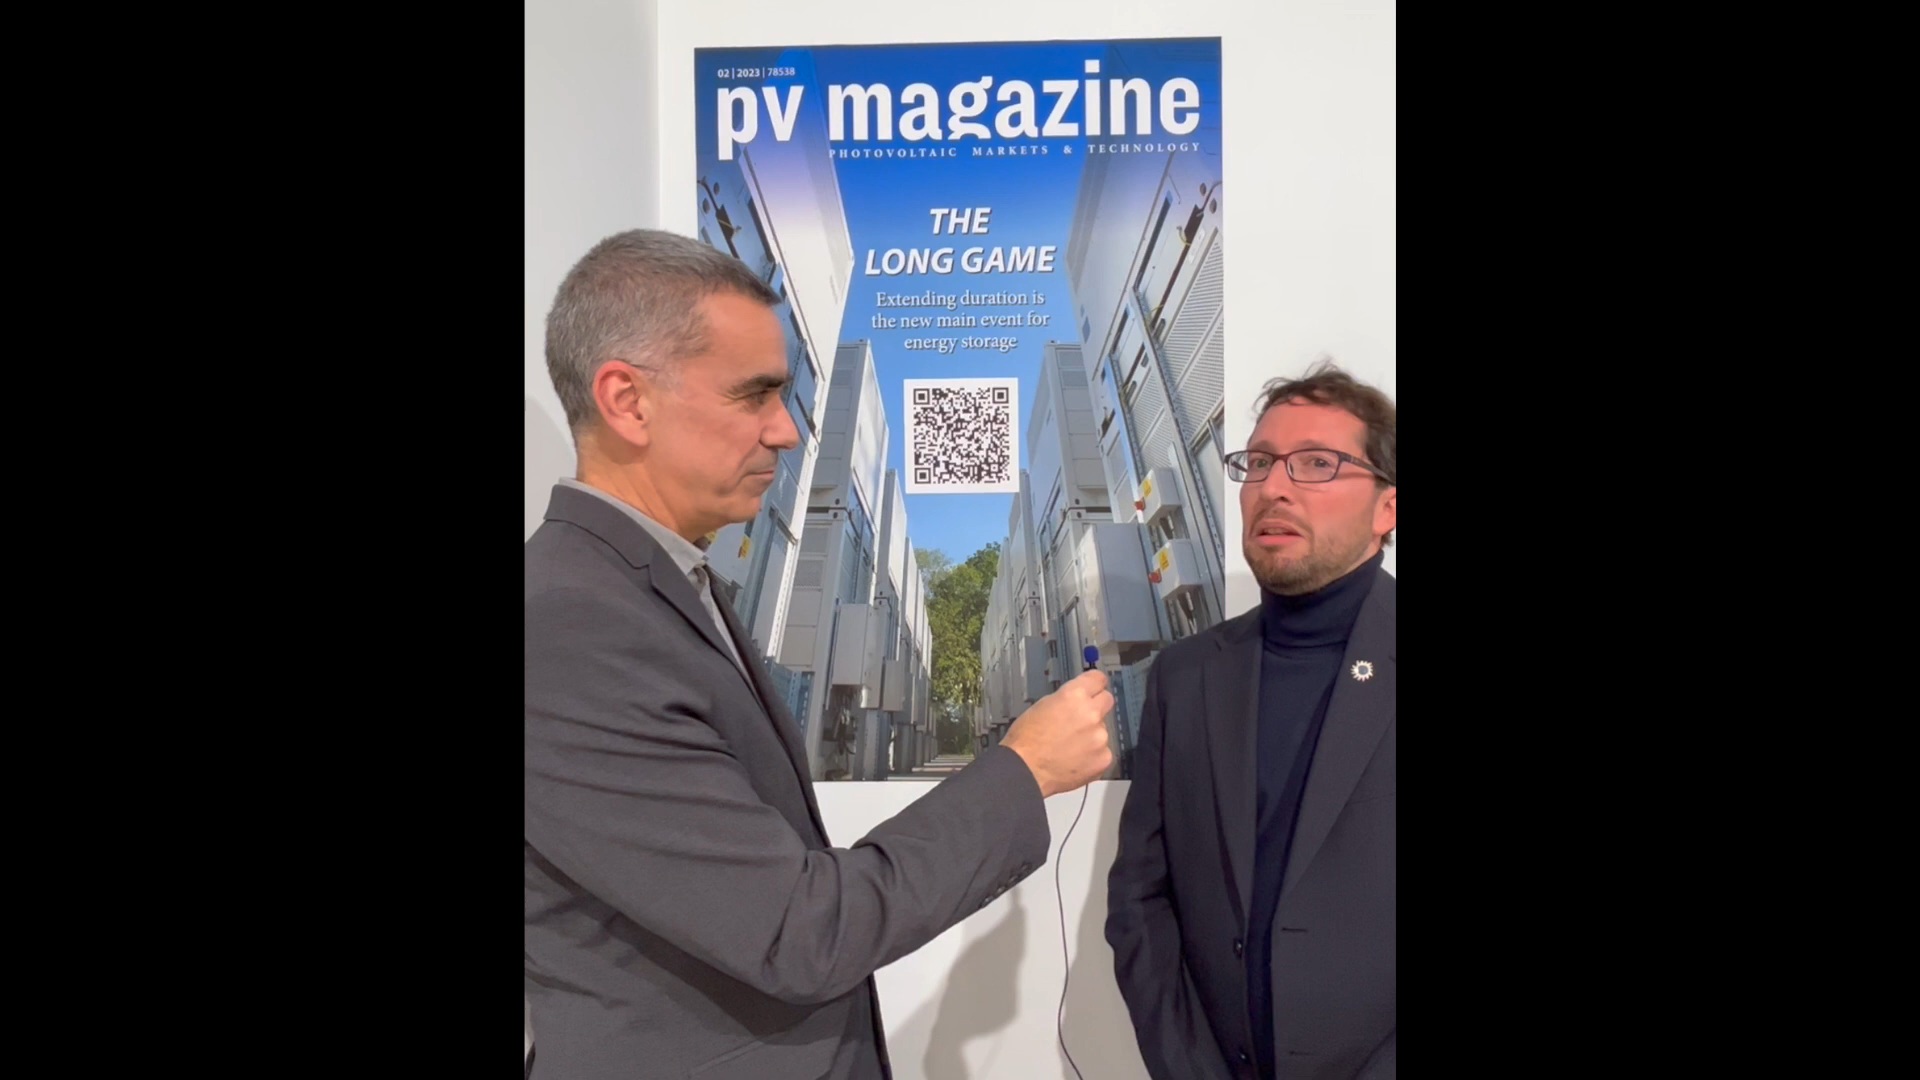 02 | 2023 | 78538
pv magazine
PHOTOVOLTAIC MARKETS & TECHNOLOGY
THE
LONG GAME
Extending duration is
the new main event for
energy storage